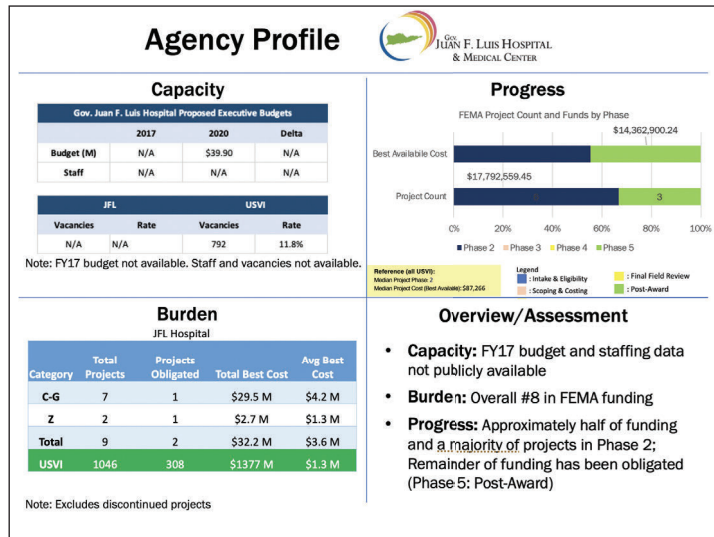 Agency Profile
GOV.
JUAN F. LUIS HOSPITAL
& MEDICAL CENTER
Capacity
Gov. Juan F. Luis Hospital Proposed Executive Budgets
2017 2020 Delta
Budget (M) N/A $39.90 N/A
Staff N/A N/A N/A
JFL USVI
Vacancies Rate Vacancies Rate
N/A N/A 792 11.8%
Note: FY17 budget not available. Staff and vacancies not available.
Progress
FEMA Project Count and Funds by Phase
$14,362,900.24
Best Availabile Cost
$17,792,559.45
Project Count 3
0% 20% 40% 60% 80% 100%
Phase 2 Phase 3 Phase 4 Phase 5
Reference (all USVI):
Median Project Phase: 2
Median Project Cost (Best Available): $87,266
Legend
: Intake & Eligibility : Final Field Review
: Scoping & Costing : Post-Award
Burden
JFL Hospital
Category Total Projects Projects Obligated Total Best Cost Avg Best Cost
C-G 7 1 $29.5 M $4.2 M
Z 2 1 $2.7 M $1.3 M
Total 9 2 $32.2 M $3.6 M
USVI 1046 308 $1377 M $1.3 M
Note: Excludes discontinued projects
Overview/Assessment
• Capacity: FY17 budget and staffing data
not publicly available
• Burden: Overall #8 in FEMA funding
• Progress: Approximately half of funding
and a majority of projects in Phase 2;
Remainder of funding has been obligated
(Phase 5: Post-Award)